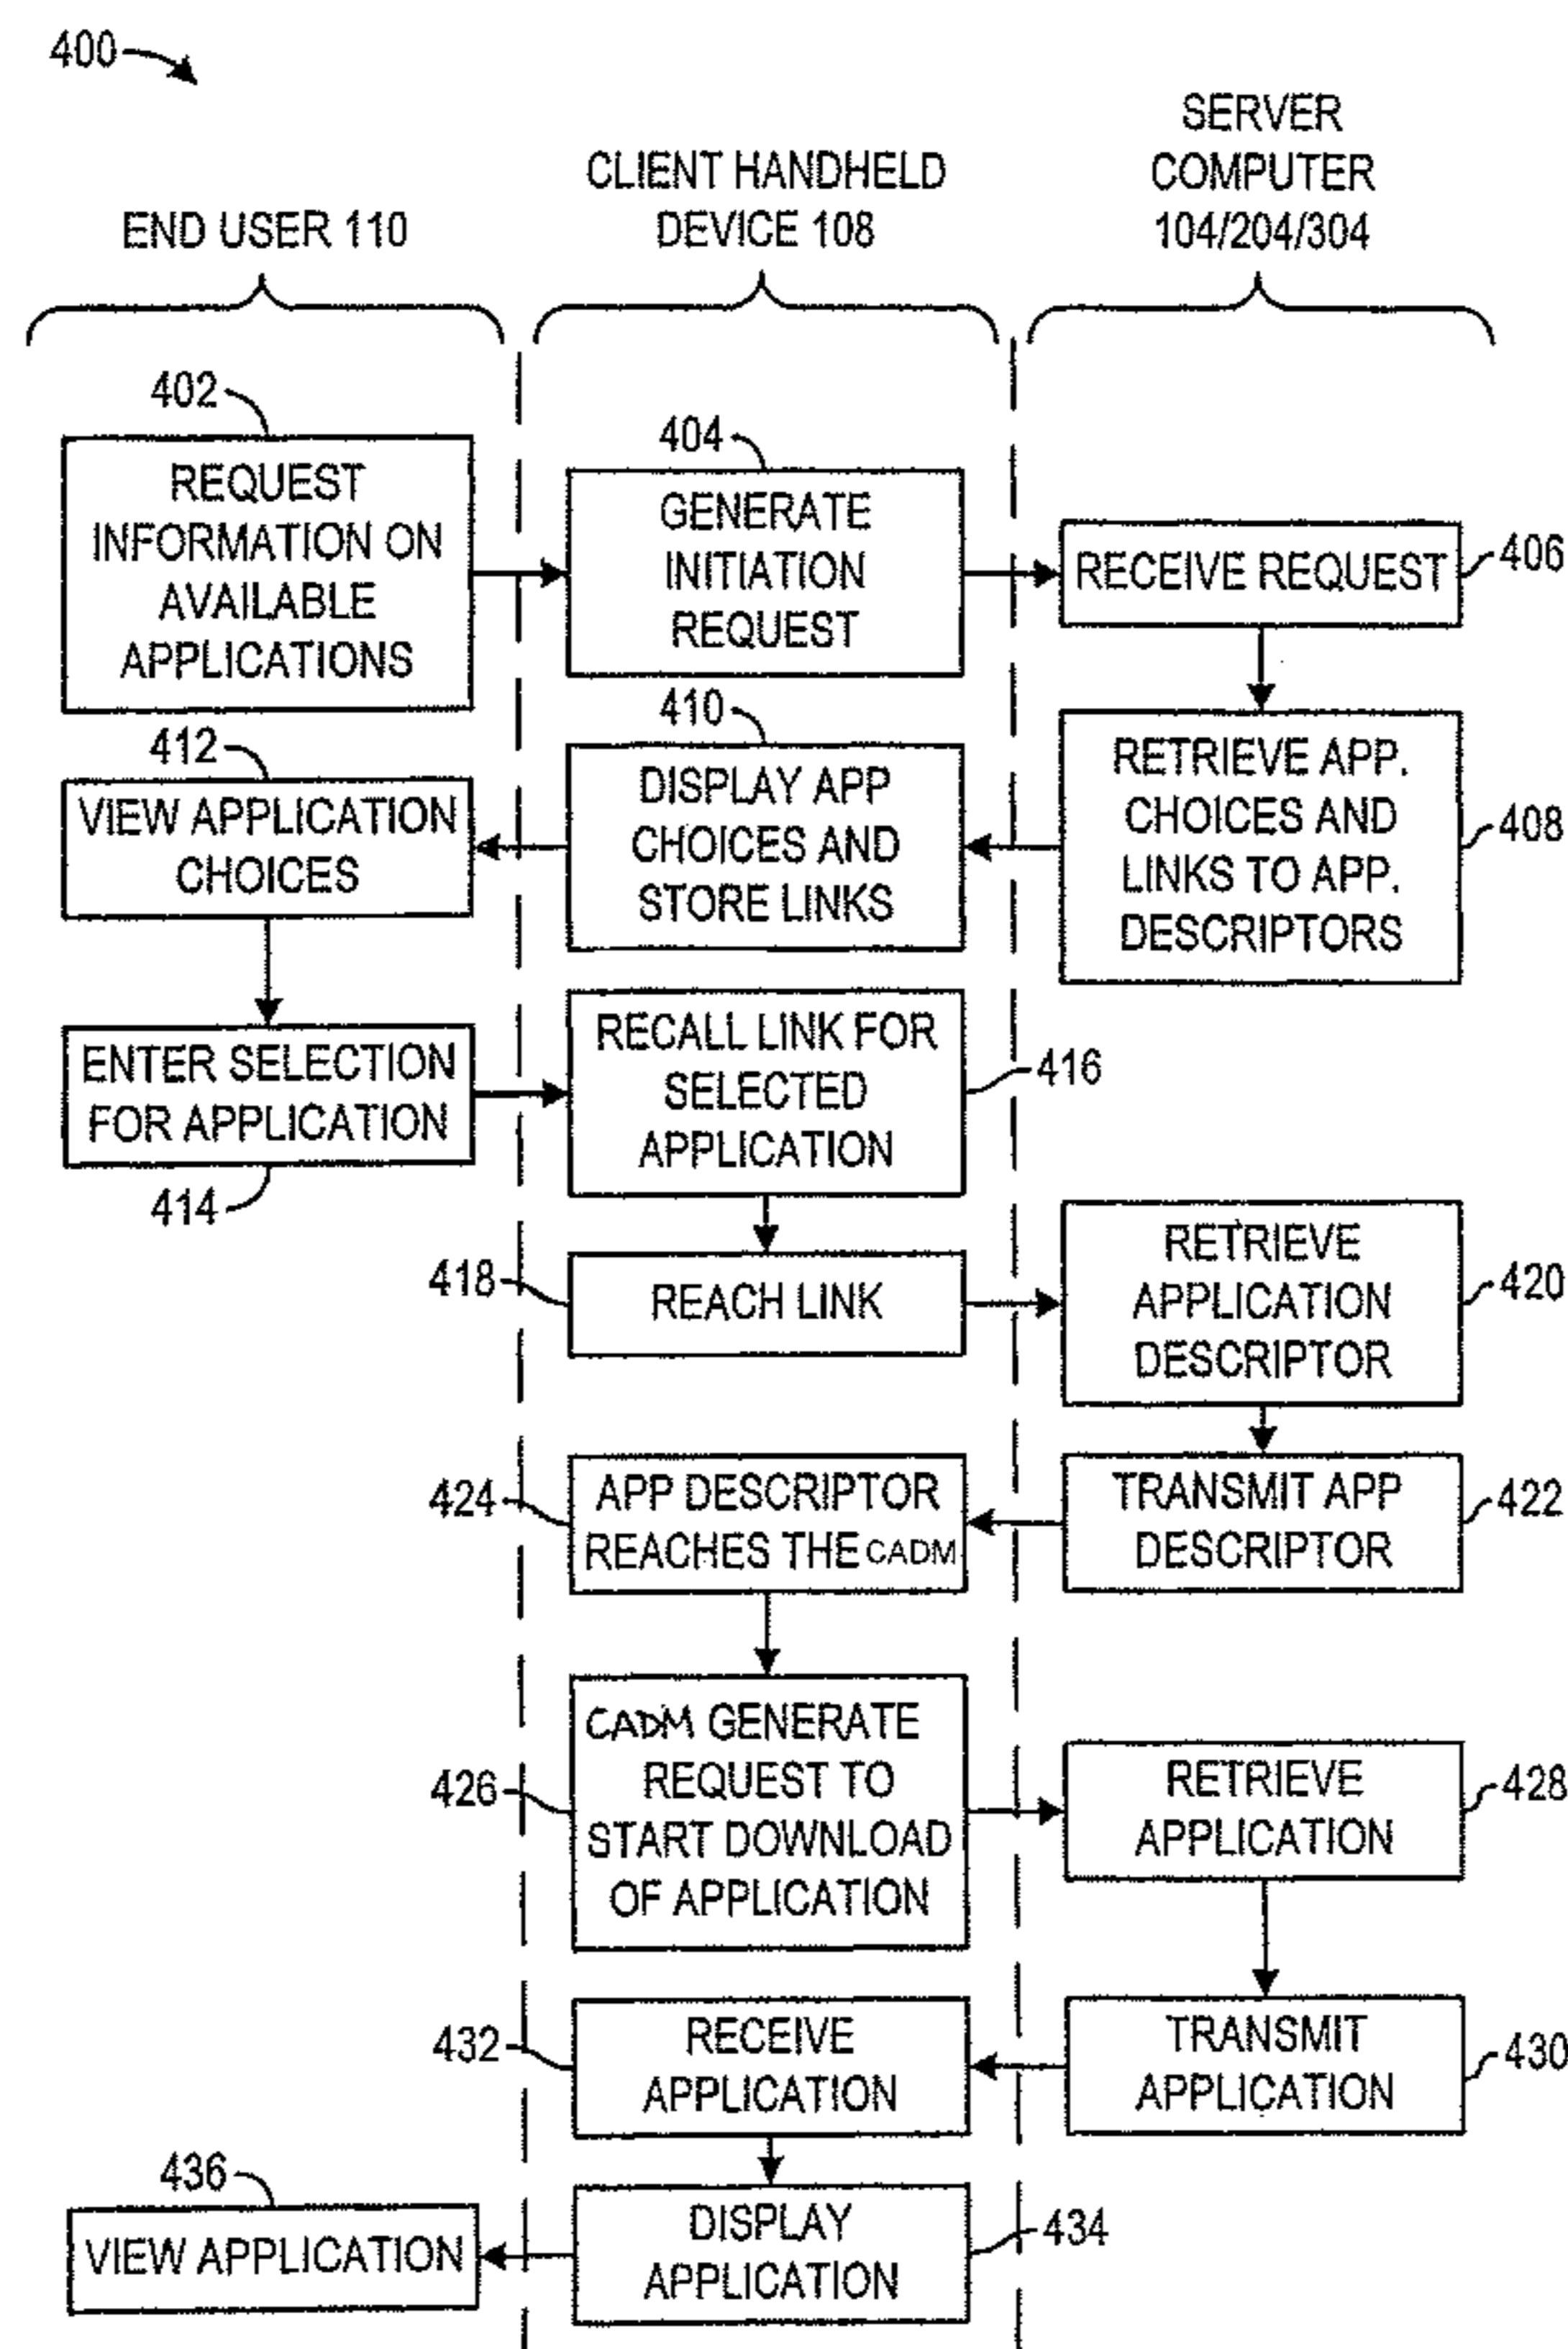 400
END USER 110
CLIENT HANDHELD
DEVICE 108
SERVER
COMPUTER
104/204/304
402
REQUEST
INFORMATION ON
AVAILABLE
APPLICATIONS
404
GENERATE
INITIATION
REQUEST
RECEIVE REQUEST
406
RETRIEVE APP.
CHOICES AND
LINKS TO APP.
DESCRIPTORS
408
410
DISPLAY APP
CHOICES AND
STORE LINKS
412
VIEW APPLICATION
CHOICES
ENTER SELECTION
FOR APPLICATION
414
RECALL LINK FOR
SELECTED
APPLICATION
416
418
REACH LINK
RETRIEVE
APPLICATION
DESCRIPTOR
420
TRANSMIT APP
DESCRIPTOR
422
424
APP DESCRIPTOR
REACHES THE CADM
426
CADM GENERATE
REQUEST TO
START DOWNLOAD
OF APPLICATION
RETRIEVE
APPLICATION
428
TRANSMIT
APPLICATION
430
432
RECEIVE
APPLICATION
DISPLAY
APPLICATION
434
436
VIEW APPLICATION